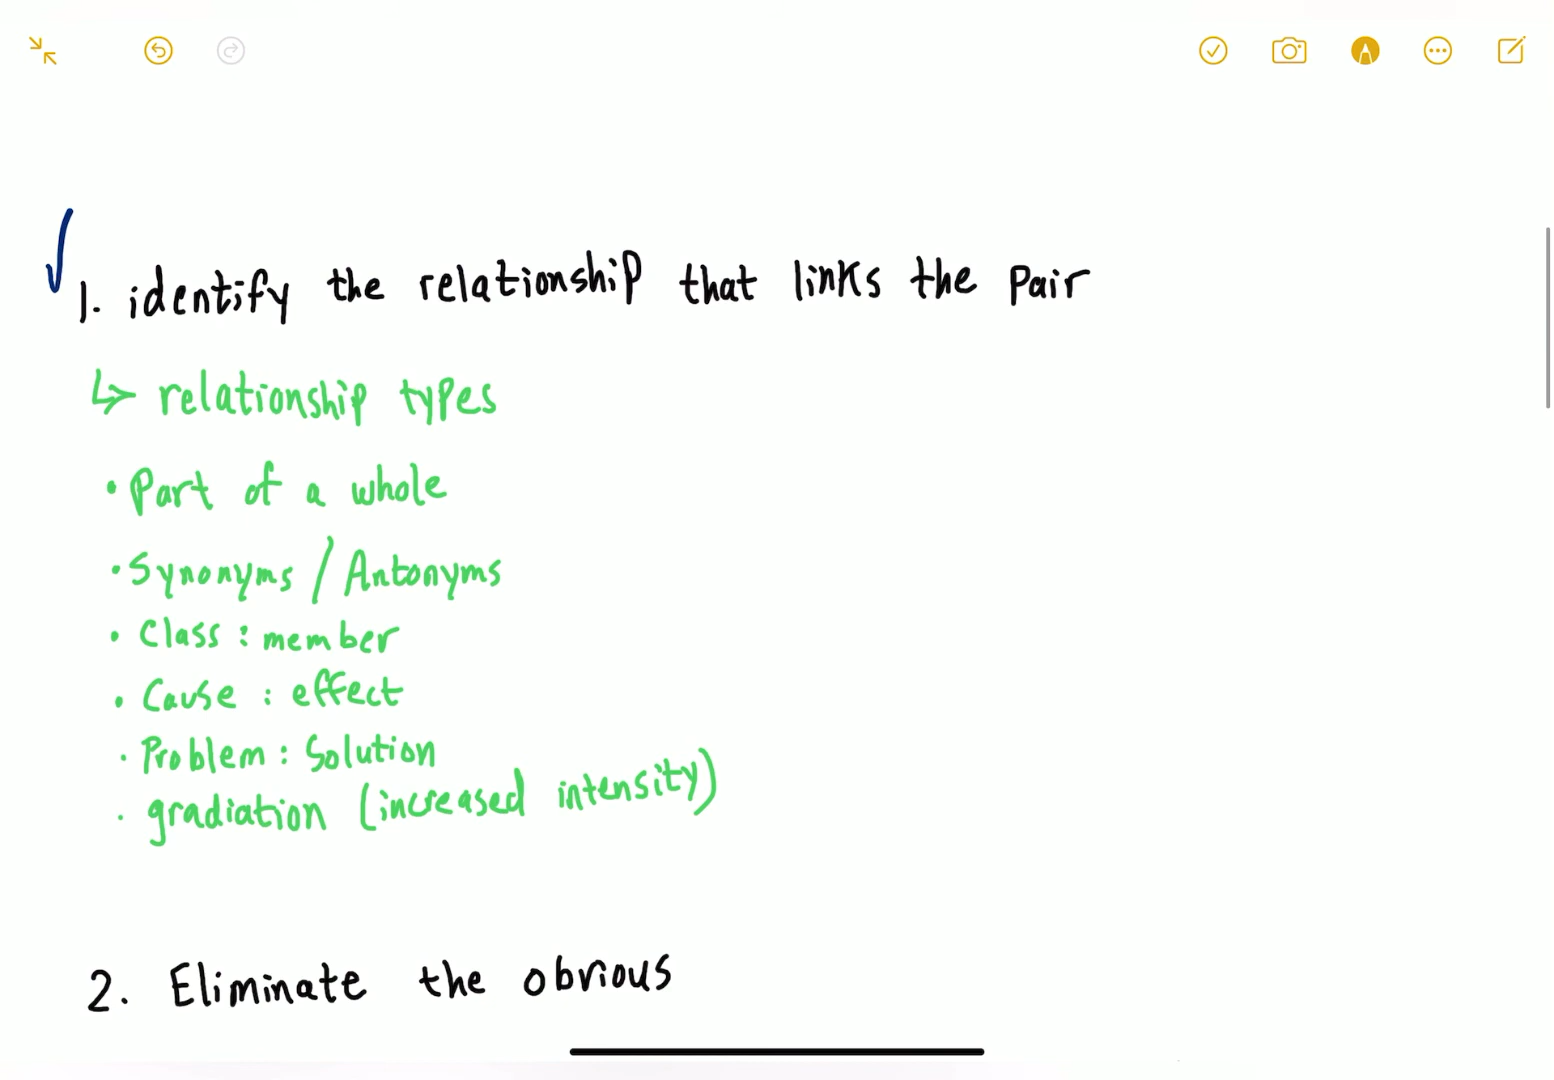 1. identify the relationship that links the Pair
↳ relationship types
• Part of a whole
• Synonyms / Antonyms
• Class : member
• Cause : effect
• Problem : Solution
• gradiation (increased intensity)
2. Eliminate the obvious